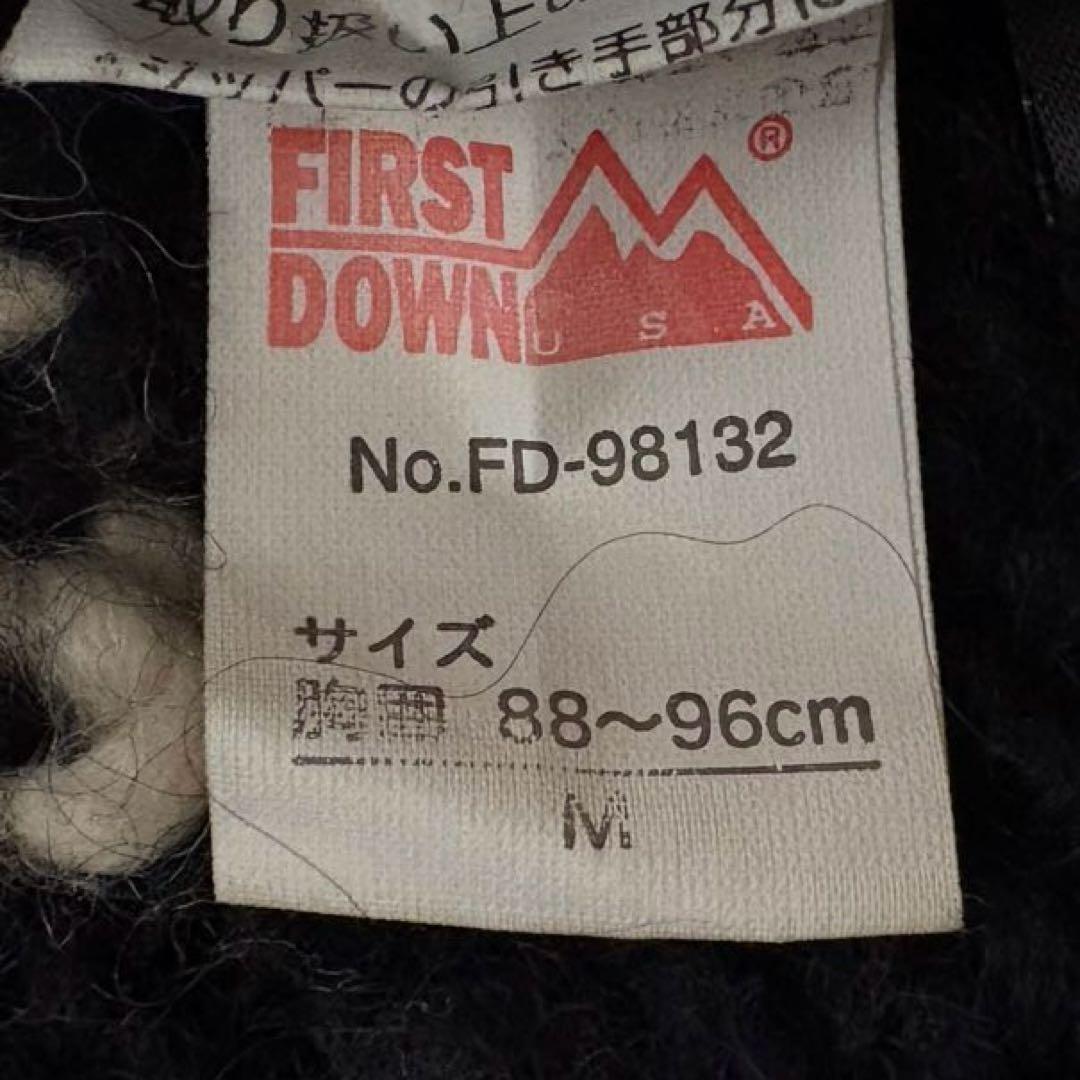 取り扱い上の
※ジッパーの引き手部分に
FIRST
DOWN
U S A
®
No.FD-98132
サイズ
胸囲 88～96cm
M